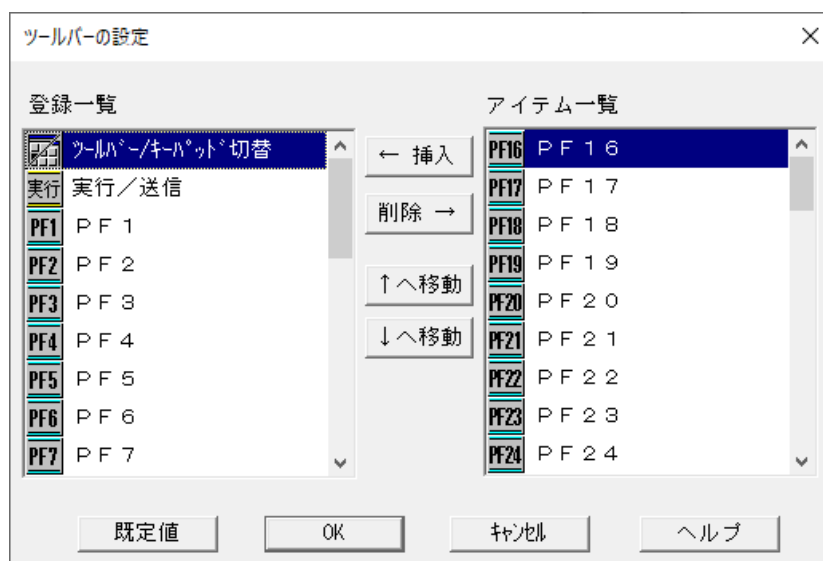 ツールバーの設定
登録一覧
ﾂｰﾙﾊﾞｰ/ｷｰﾊﾟｯﾄﾞ切替
実行 実行／送信
PF1 ＰＦ１
PF2 ＰＦ２
PF3 ＰＦ３
PF4 ＰＦ４
PF5 ＰＦ５
PF6 ＰＦ６
PF7 ＰＦ７
← 挿入
削除 →
↑へ移動
↓へ移動
アイテム一覧
PF16 ＰＦ１６
PF17 ＰＦ１７
PF18 ＰＦ１８
PF19 ＰＦ１９
PF20 ＰＦ２０
PF21 ＰＦ２１
PF22 ＰＦ２２
PF23 ＰＦ２３
PF24 ＰＦ２４
既定値
OK
ｷｬﾝｾﾙ
ヘルプ